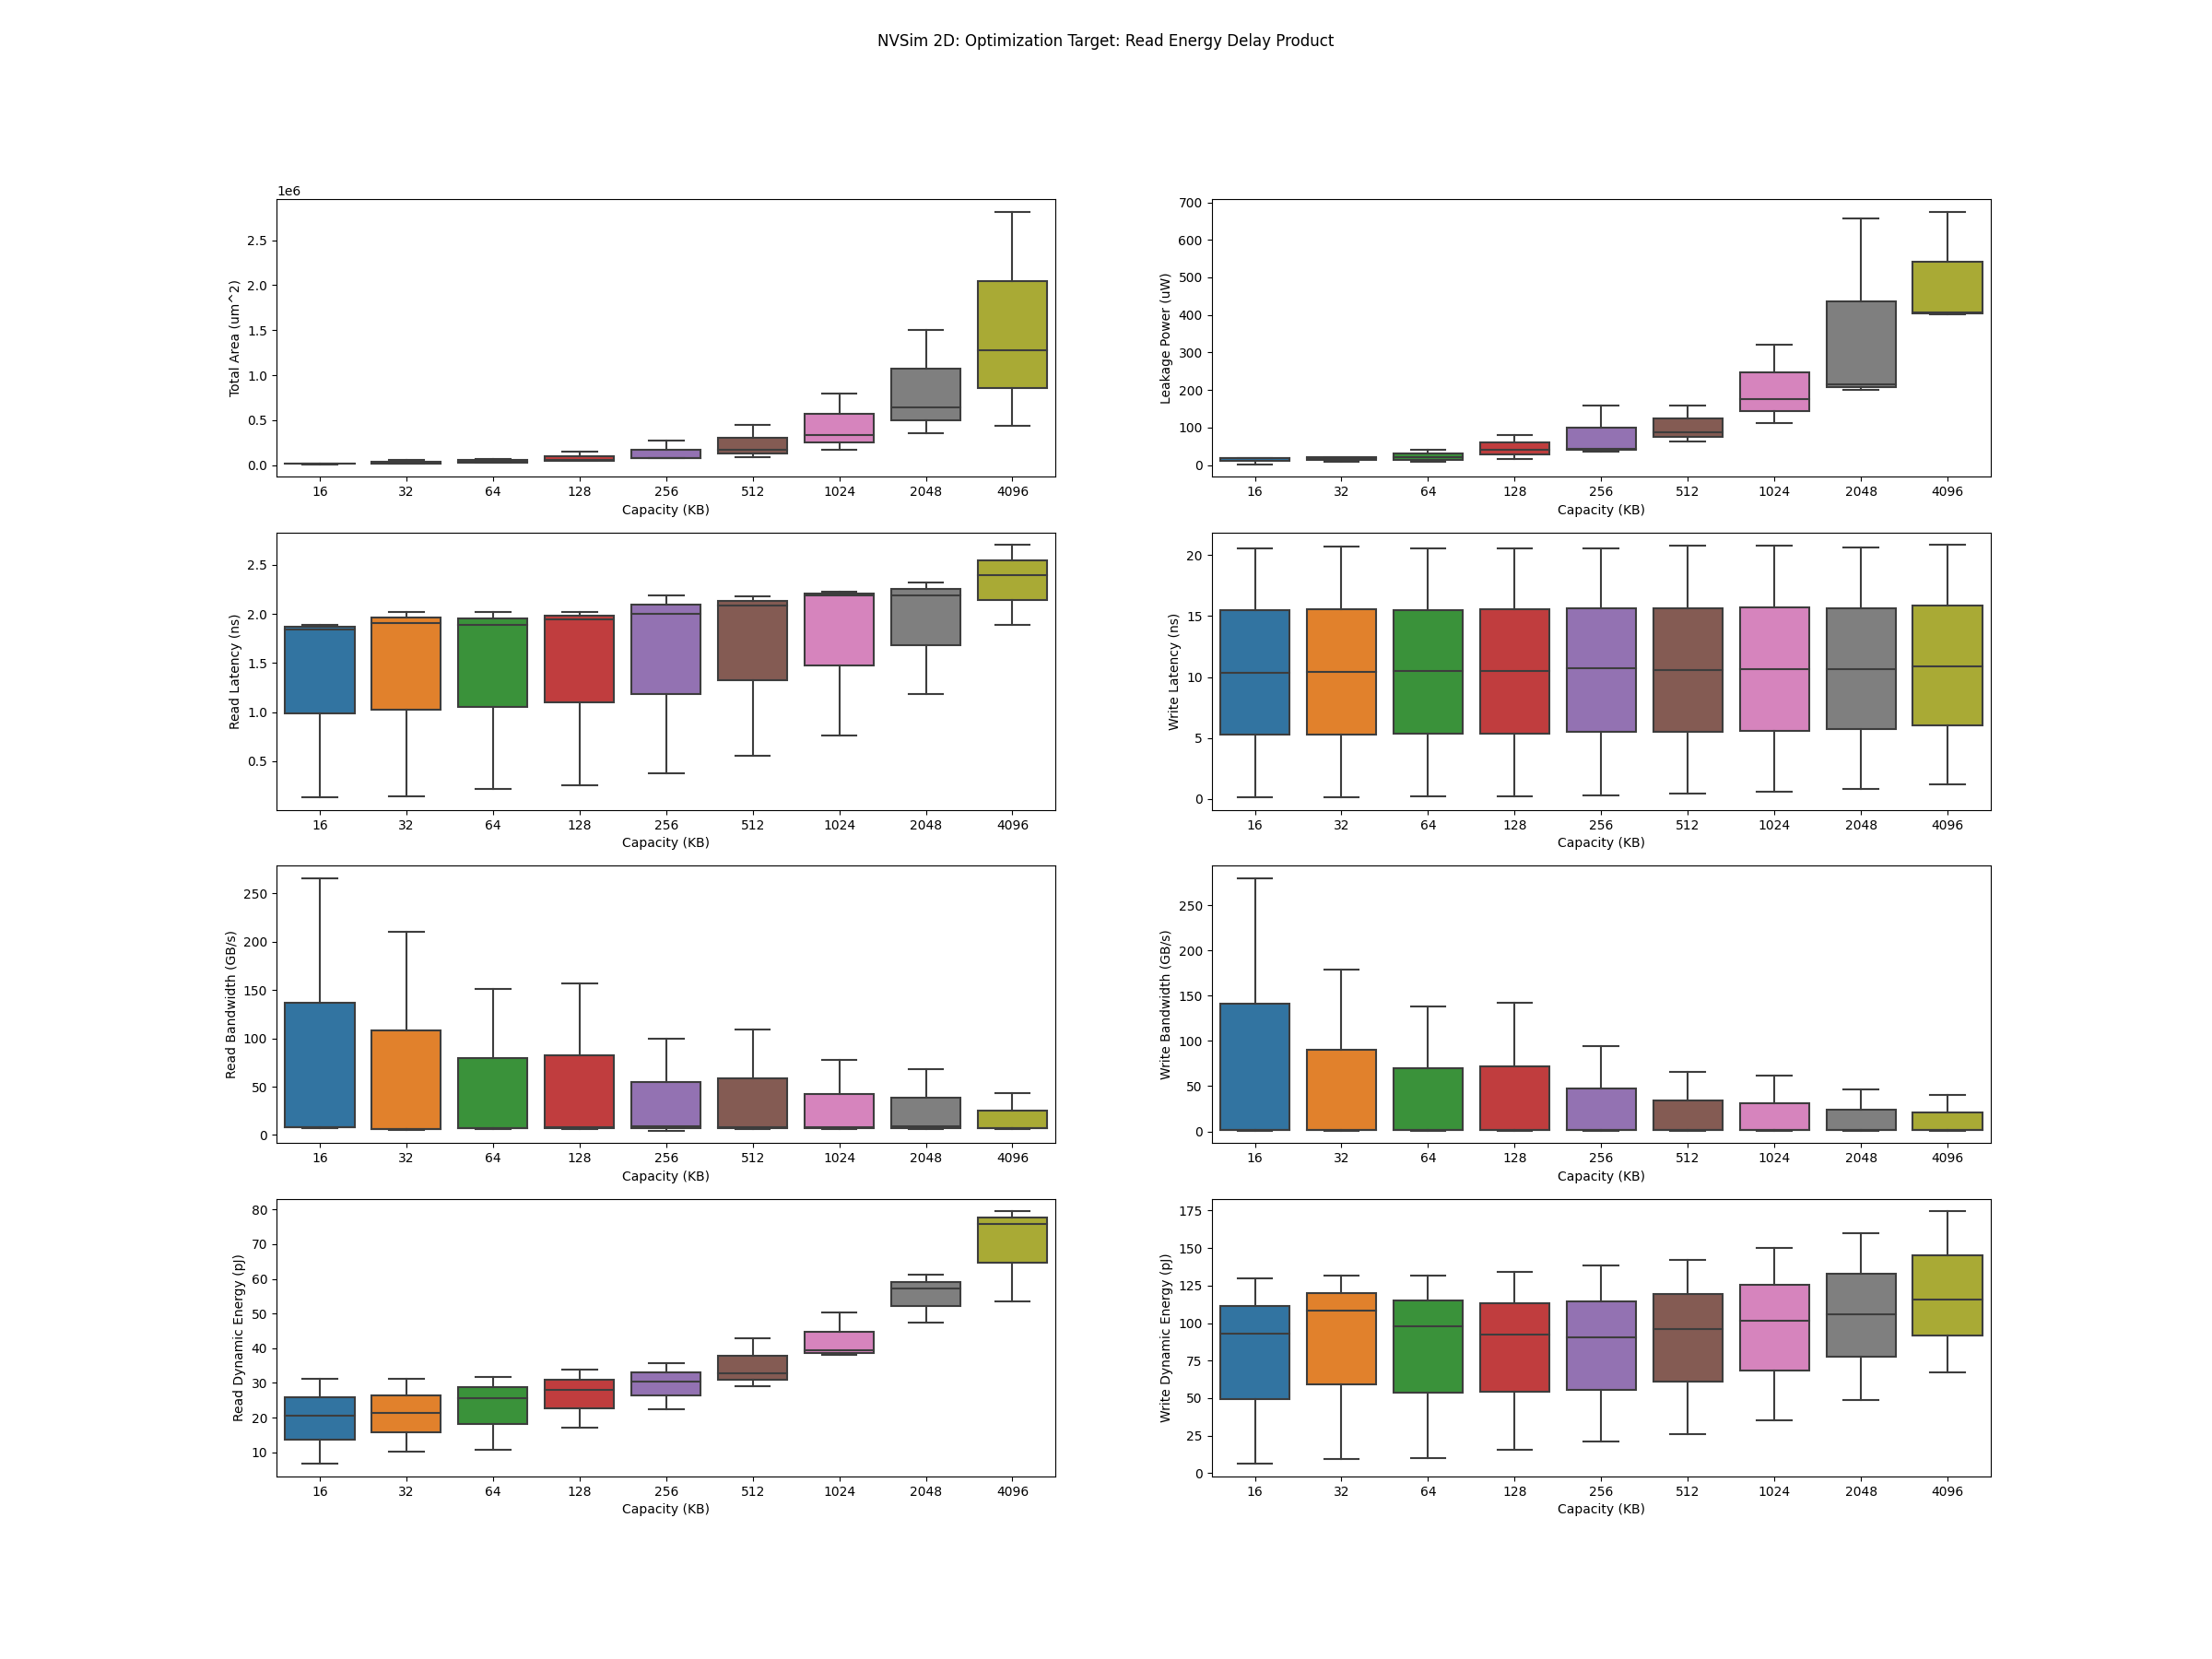 NVSim 2D: Optimization Target: Read Energy Delay Product
1e6
Total Area (um^2)
2.5
2.0
1.5
1.0
0.5
0.0
16 32 64 128 256 512 1024 2048 4096
Capacity (KB)
Leakage Power (uW)
700
600
500
400
300
200
100
0
16 32 64 128 256 512 1024 2048 4096
Capacity (KB)
Read Latency (ns)
2.5
2.0
1.5
1.0
0.5
16 32 64 128 256 512 1024 2048 4096
Capacity (KB)
Write Latency (ns)
20
15
10
5
0
16 32 64 128 256 512 1024 2048 4096
Capacity (KB)
Read Bandwidth (GB/s)
250
200
150
100
50
0
16 32 64 128 256 512 1024 2048 4096
Capacity (KB)
Write Bandwidth (GB/s)
250
200
150
100
50
0
16 32 64 128 256 512 1024 2048 4096
Capacity (KB)
Read Dynamic Energy (pJ)
80
70
60
50
40
30
20
10
16 32 64 128 256 512 1024 2048 4096
Capacity (KB)
Write Dynamic Energy (pJ)
175
150
125
100
75
50
25
0
16 32 64 128 256 512 1024 2048 4096
Capacity (KB)